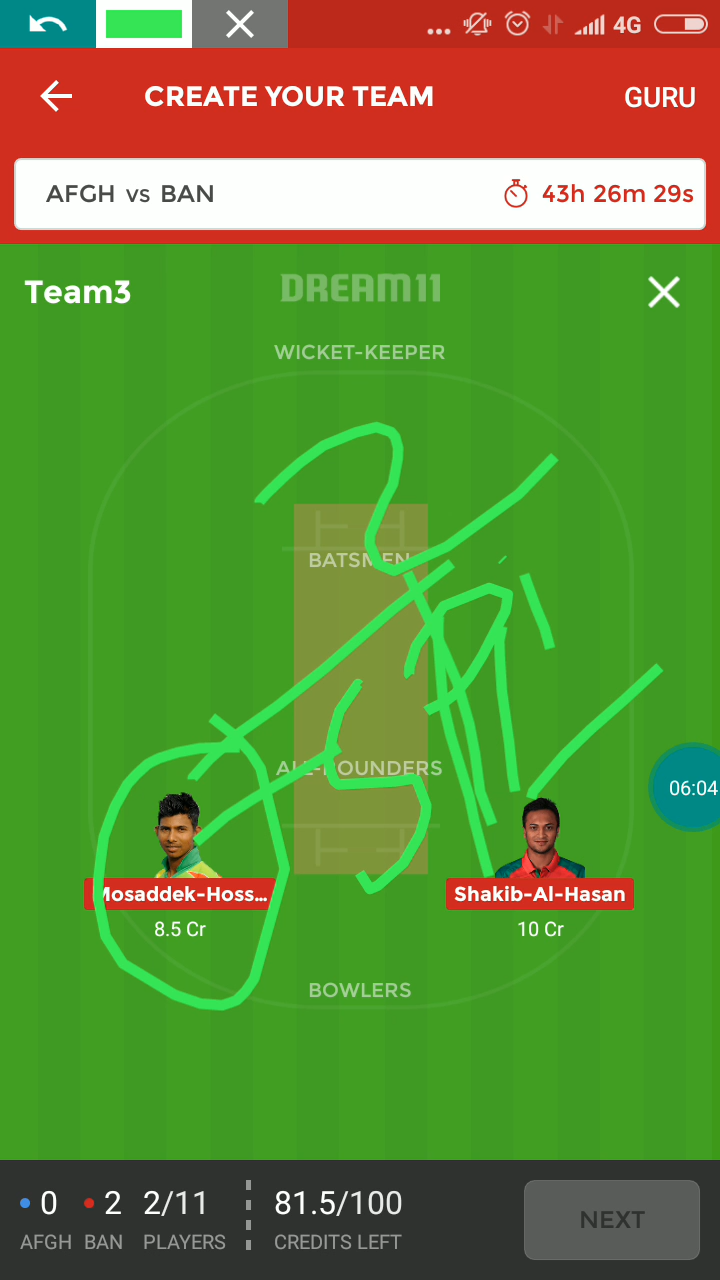 4G
CREATE YOUR TEAM
GURU
AFGH vs BAN
43h 26m 29s
Team3
DREAM11
WICKET-KEEPER
BATSMEN
ALL-ROUNDERS
06:04
Mosaddek-Hoss...
Shakib-Al-Hasan
8.5 Cr
10 Cr
BOWLERS
0 2 2/11 81.5/100
AFGH BAN PLAYERS CREDITS LEFT
NEXT